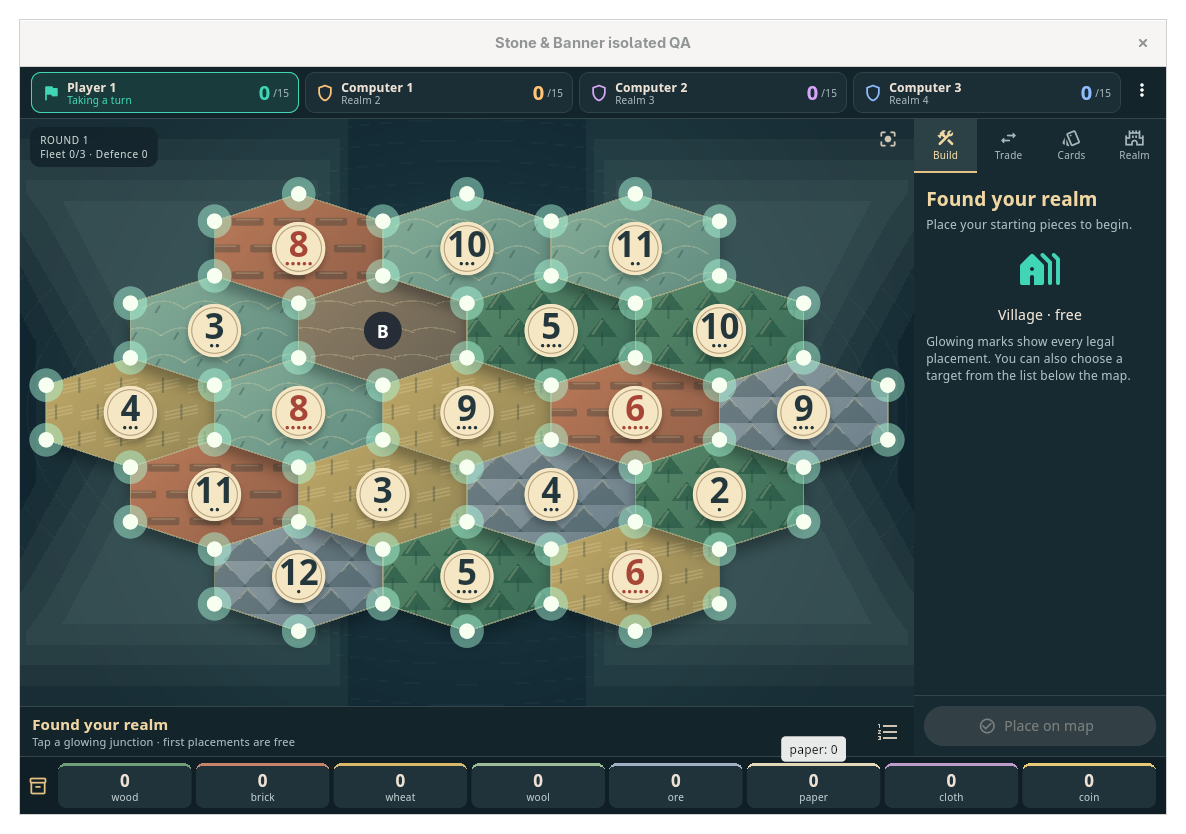 Stone & Banner isolated QA
Player 1
Taking a turn
0 /15
Computer 1
Realm 2
0 /15
Computer 2
Realm 3
0 /15
Computer 3
Realm 4
0 /15
ROUND 1
Fleet 0/3 · Defence 0
Build
Trade
Cards
Realm
Found your realm
Place your starting pieces to begin.
Village · free
Glowing marks show every legal
placement. You can also choose a
target from the list below the map.
8 10 11
3 B 5 10
4 8 9 6 9
11 3 4 2
12 5 6
Found your realm
Tap a glowing junction · first placements are free
Place on map
paper: 0
0
wood
0
brick
0
wheat
0
wool
0
ore
0
paper
0
cloth
0
coin